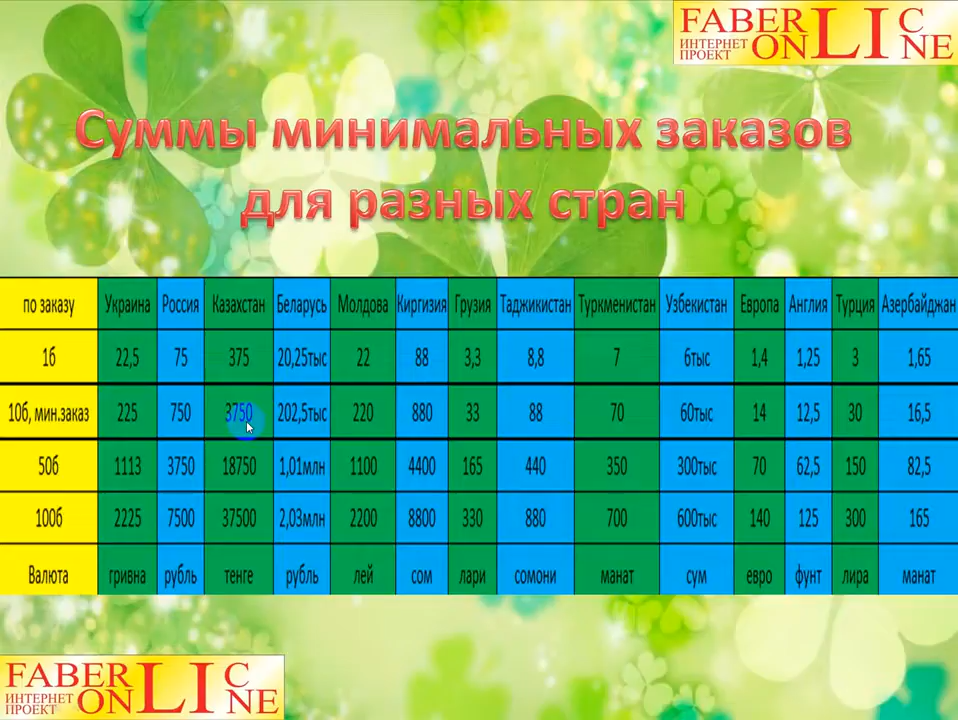 FABERLIC
ИНТЕРНЕТ
ПРОЕКТ
ONLINE
Суммы минимальных заказов
для разных стран
по заказу Украина Россия Казахстан Беларусь Молдова Киргизия Грузия Таджикистан Туркменистан Узбекистан Европа Англия Турция Азербайджан
1б 22,5 75 375 20,25тыс 22 88 3,3 8,8 7 6тыс 1,4 1,25 3 1,65
10б, мин.заказ 225 750 3750 202,5тыс 220 880 33 88 70 60тыс 14 12,5 30 16,5
50б 1113 3750 18750 1,01млн 1100 4400 165 440 350 300тыс 70 62,5 150 82,5
100б 2225 7500 37500 2,03млн 2200 8800 330 880 700 600тыс 140 125 300 165
Валюта гривна рубль тенге рубль лей сом лари сомони манат сум евро фунт лира манат
FABERLIC
ИНТЕРНЕТ
ПРОЕКТ
ONLINE